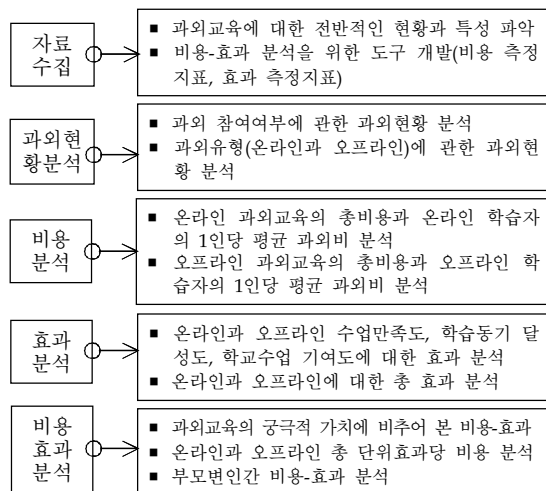 자료
수집
▪ 과외교육에 대한 전반적인 현황과 특성 파악
▪ 비용-효과 분석을 위한 도구 개발(비용 측정
지표, 효과 측정지표)
과외현
황분석
▪ 과외 참여여부에 관한 과외현황 분석
▪ 과외유형(온라인과 오프라인)에 관한 과외현
황 분석
비용
분석
▪ 온라인 과외교육의 총비용과 온라인 학습자
의 1인당 평균 과외비 분석
▪ 오프라인 과외교육의 총비용과 오프라인 학
습자의 1인당 평균 과외비 분석
효과
분석
▪ 온라인과 오프라인 수업만족도, 학습동기 달
성도, 학교수업 기여도에 대한 효과 분석
▪ 온라인과 오프라인에 대한 총 효과 분석
비용
효과
분석
▪ 과외교육의 궁극적 가치에 비추어 본 비용-효과
▪ 온라인과 오프라인 총 단위효과당 비용 분석
▪ 부모변인간 비용-효과 분석